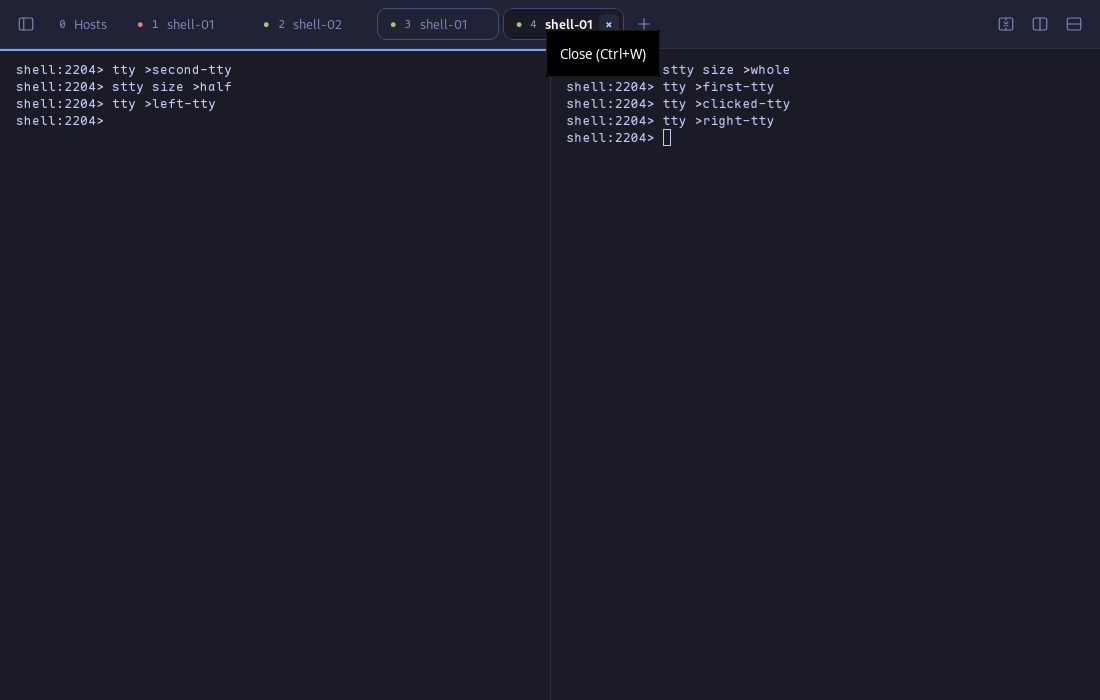 0 Hosts 1 shell-01 2 shell-02 3 shell-01 4 shell-01 × +
Close (Ctrl+W)
shell:2204> tty >second-tty
shell:2204> stty size >half
shell:2204> tty >left-tty
shell:2204>
stty size >whole
shell:2204> tty >first-tty
shell:2204> tty >clicked-tty
shell:2204> tty >right-tty
shell:2204>